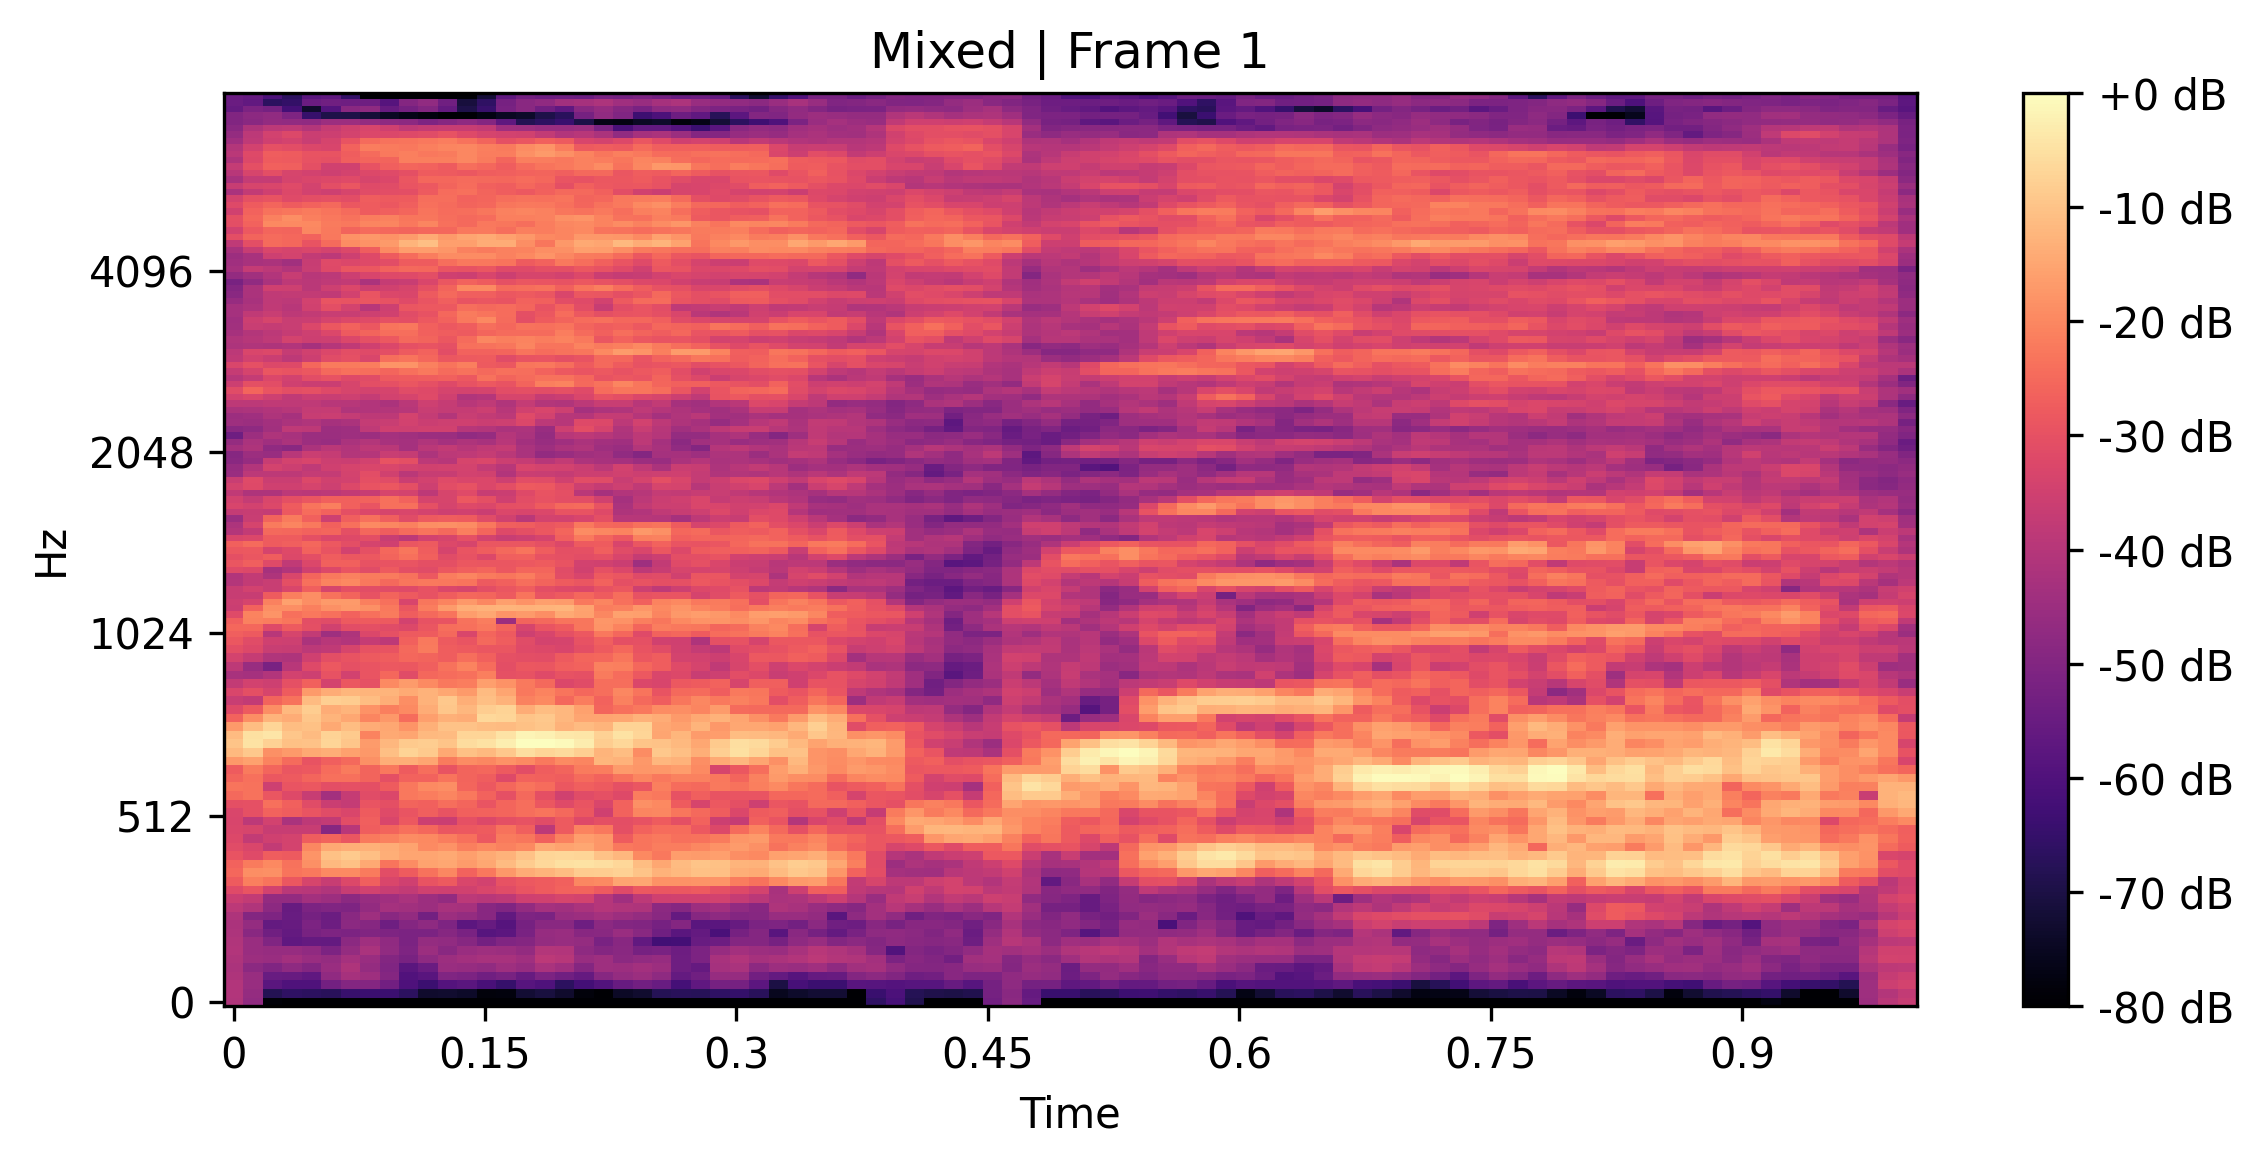 Mixed | Frame 1
+0 dB
-10 dB
-20 dB
-30 dB
-40 dB
-50 dB
-60 dB
-70 dB
-80 dB
Hz
4096
2048
1024
512
0
0
0.15
0.3
0.45
0.6
0.75
0.9
Time